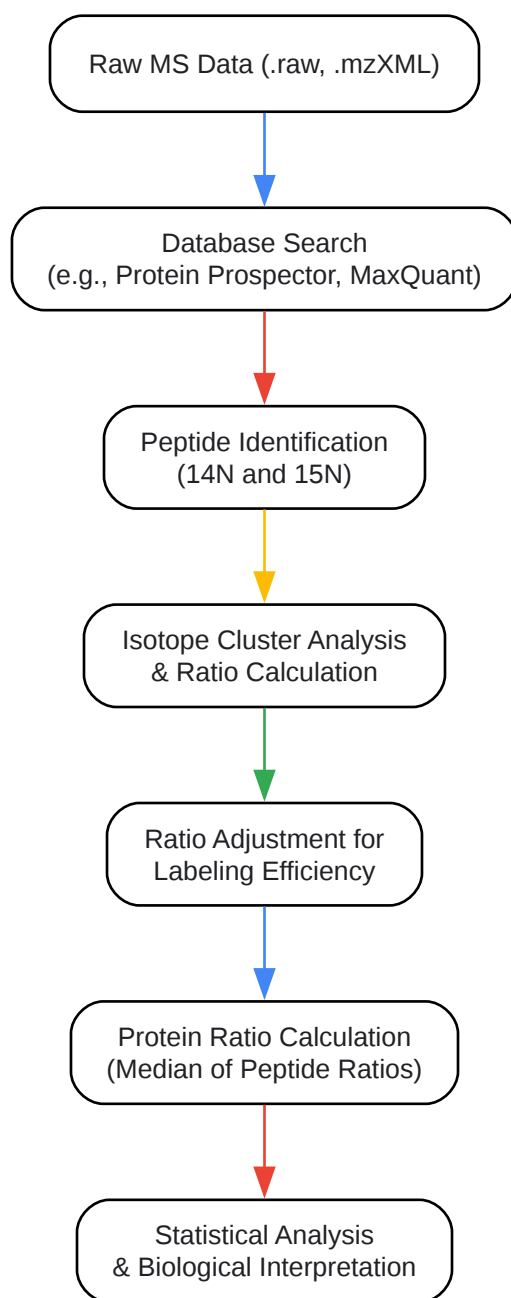 Raw MS Data (.raw, .mzXML)
Database Search
(e.g., Protein Prospector, MaxQuant)
Peptide Identification
(14N and 15N)
Isotope Cluster Analysis
& Ratio Calculation
Ratio Adjustment for
Labeling Efficiency
Protein Ratio Calculation
(Median of Peptide Ratios)
Statistical Analysis
& Biological Interpretation